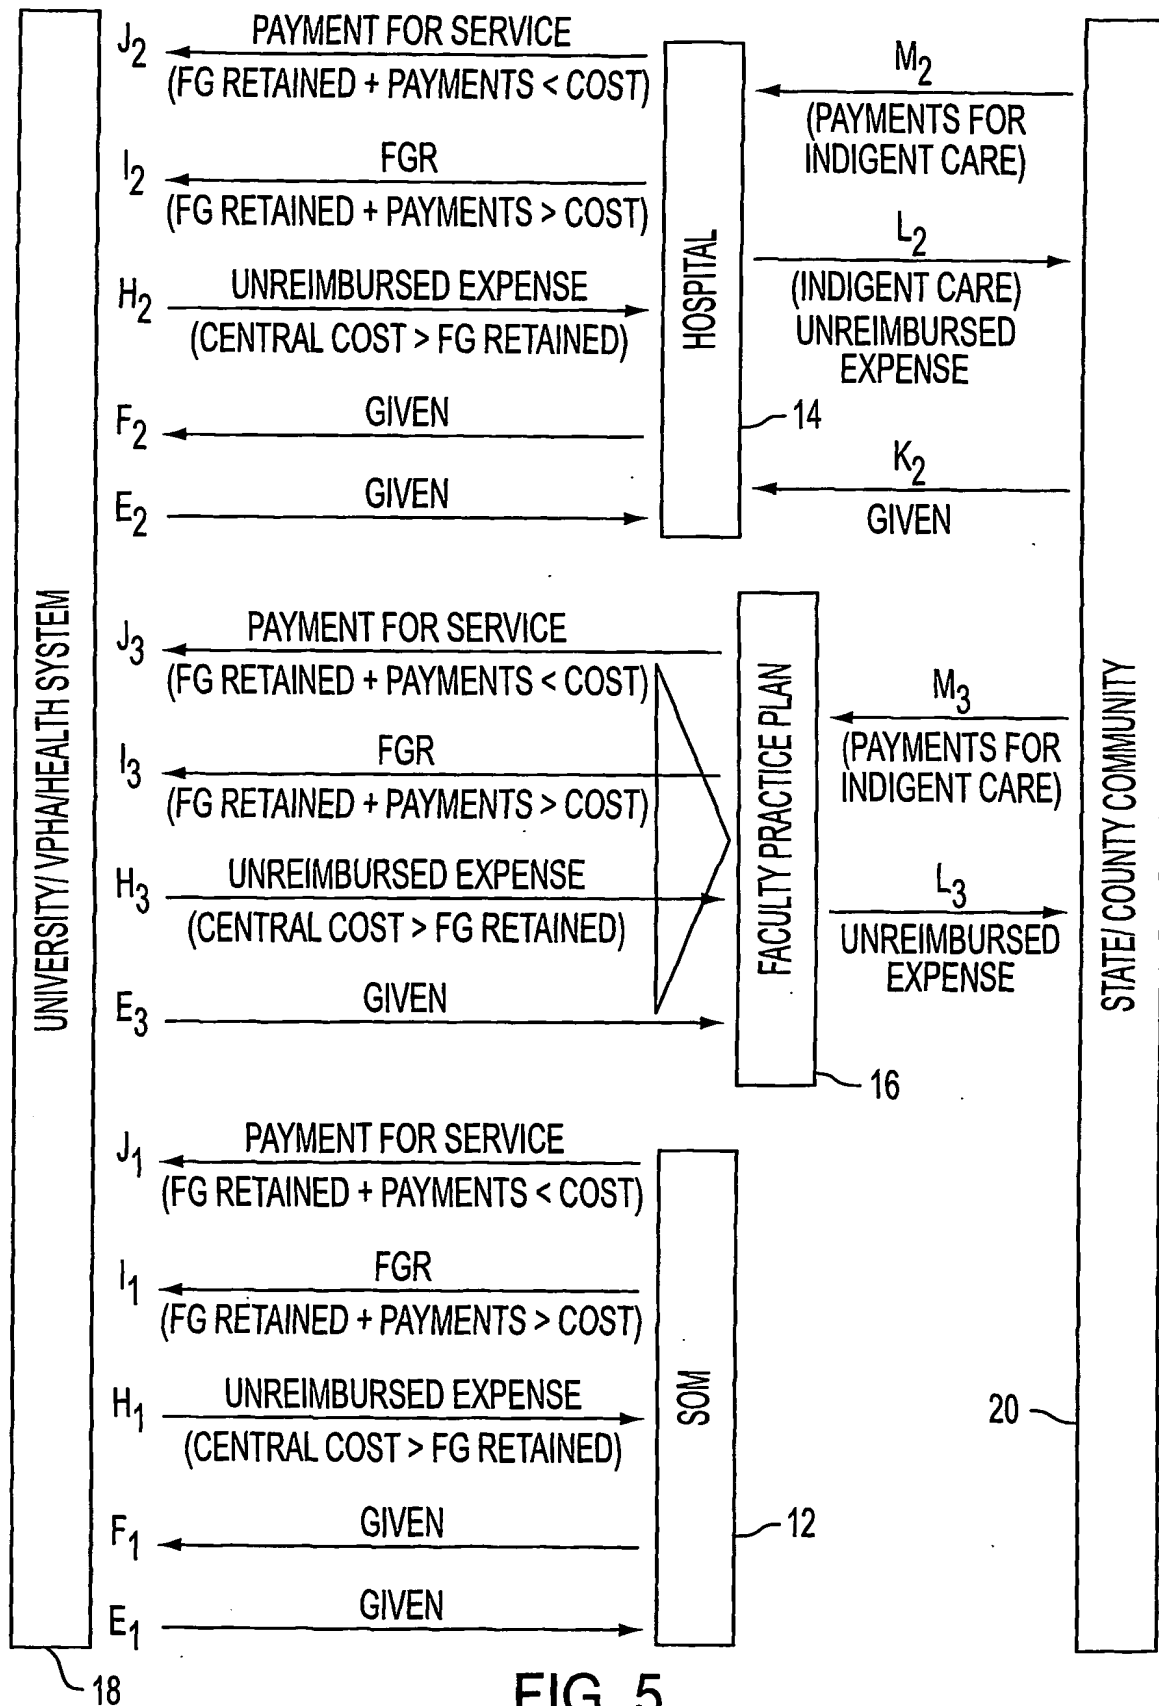 J2
PAYMENT FOR SERVICE
(FG RETAINED + PAYMENTS < COST)
I2
FGR
(FG RETAINED + PAYMENTS > COST)
H2
UNREIMBURSED EXPENSE
(CENTRAL COST > FG RETAINED)
F2
GIVEN
E2
GIVEN
HOSPITAL
14
M2
(PAYMENTS FOR
INDIGENT CARE)
L2
(INDIGENT CARE)
UNREIMBURSED
EXPENSE
K2
GIVEN
UNIVERSITY/ VPHA/HEALTH SYSTEM
J3
PAYMENT FOR SERVICE
(FG RETAINED + PAYMENTS < COST)
I3
FGR
(FG RETAINED + PAYMENTS > COST)
H3
UNREIMBURSED EXPENSE
(CENTRAL COST > FG RETAINED)
E3
GIVEN
FACULTY PRACTICE PLAN
16
M3
(PAYMENTS FOR
INDIGENT CARE)
L3
UNREIMBURSED
EXPENSE
STATE/ COUNTY COMMUNITY
J1
PAYMENT FOR SERVICE
(FG RETAINED + PAYMENTS < COST)
I1
FGR
(FG RETAINED + PAYMENTS > COST)
H1
UNREIMBURSED EXPENSE
(CENTRAL COST > FG RETAINED)
F1
GIVEN
E1
GIVEN
SOM
12
20
18
FIG. 5